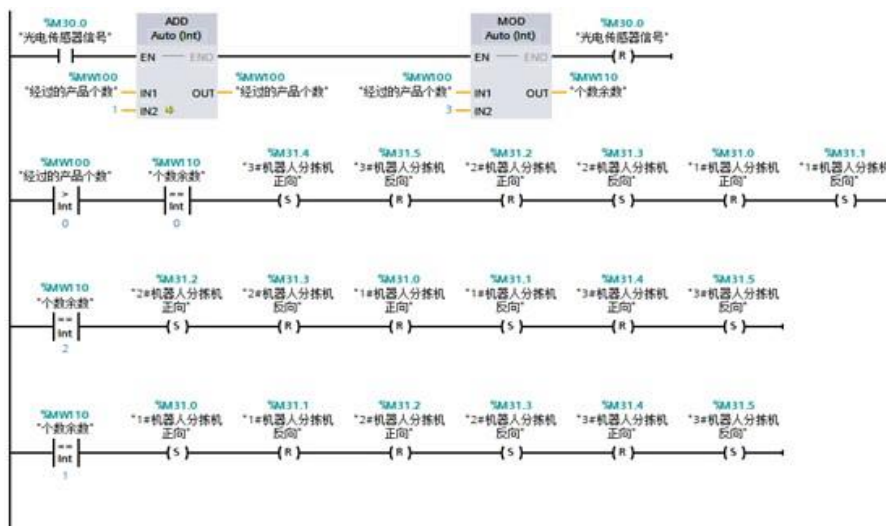 %M30.0 ADD MOD %M30.0
"光电传感器信号" Auto (Int) Auto (Int) "光电传感器信号"
EN ENO EN ENO ( R )
%MW100 %MW100 %MW100 %MW110
"经过的产品个数" IN1 OUT "经过的产品个数" "经过的产品个数" IN1 OUT "个数余数"
1 IN2 3 IN2
%MW100 %MW110 %M31.4 %M31.5 %M31.2 %M31.3 %M31.0 %M31.1
"经过的产品个数" "个数余数" "3#机器人分拣机 "3#机器人分拣机 "2#机器人分拣机 "2#机器人分拣机 "1#机器人分拣机 "1#机器人分拣机
正向" 反向" 正向" 反向" 正向" 反向"
> == ( S ) ( R ) ( R ) ( S ) ( R ) ( S )
Int Int
0 0
%MW110 %M31.2 %M31.3 %M31.0 %M31.1 %M31.4 %M31.5
"个数余数" "2#机器人分拣机 "2#机器人分拣机 "1#机器人分拣机 "1#机器人分拣机 "3#机器人分拣机 "3#机器人分拣机
正向" 反向" 正向" 反向" 正向" 反向"
== ( S ) ( R ) ( R ) ( S ) ( R ) ( S )
Int
2
%MW110 %M31.0 %M31.1 %M31.2 %M31.3 %M31.4 %M31.5
"个数余数" "1#机器人分拣机 "1#机器人分拣机 "2#机器人分拣机 "2#机器人分拣机 "3#机器人分拣机 "3#机器人分拣机
正向" 反向" 正向" 反向" 正向" 反向"
== ( S ) ( R ) ( R ) ( S ) ( R ) ( S )
Int
1